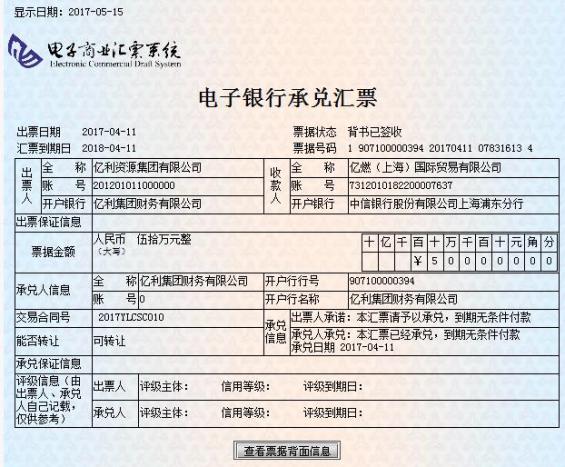 显示日期：2017-05-15
电子商业汇票系统
Electronic Commercial Draft System
电子银行承兑汇票
出票日期 2017-04-11 票据状态 背书已签收
汇票到期日 2018-04-11 票据号码 1 907100000394 20170411 07831613 4
出票人 全称 亿利资源集团有限公司 收款人 全称 亿燃（上海）国际贸易有限公司
账号 201201011000000 账号 7312010182200007637
开户银行 亿利集团财务有限公司 开户银行 中信银行股份有限公司上海浦东分行
出票保证信息
票据金额 人民币 伍拾万元整 十亿千百十万千百十元角分
（大写） ￥50000000
承兑人信息 全称 亿利集团财务有限公司 开户行行号 907100000394
账号 0 开户行名称 亿利集团财务有限公司
交易合同号 2017YLCSC010 承兑信息 出票人承诺：本汇票请予以承兑，到期无条件付款
能否转让 可转让 承兑人承兑：本汇票已经承兑，到期无条件付款
承兑日期 2017-04-11
承兑保证信息
评级信息（由出票人、承兑人自己记载，仅供参考） 出票人 评级主体： 信用等级： 评级到期日：
承兑人 评级主体： 信用等级： 评级到期日：
查看票据背面信息